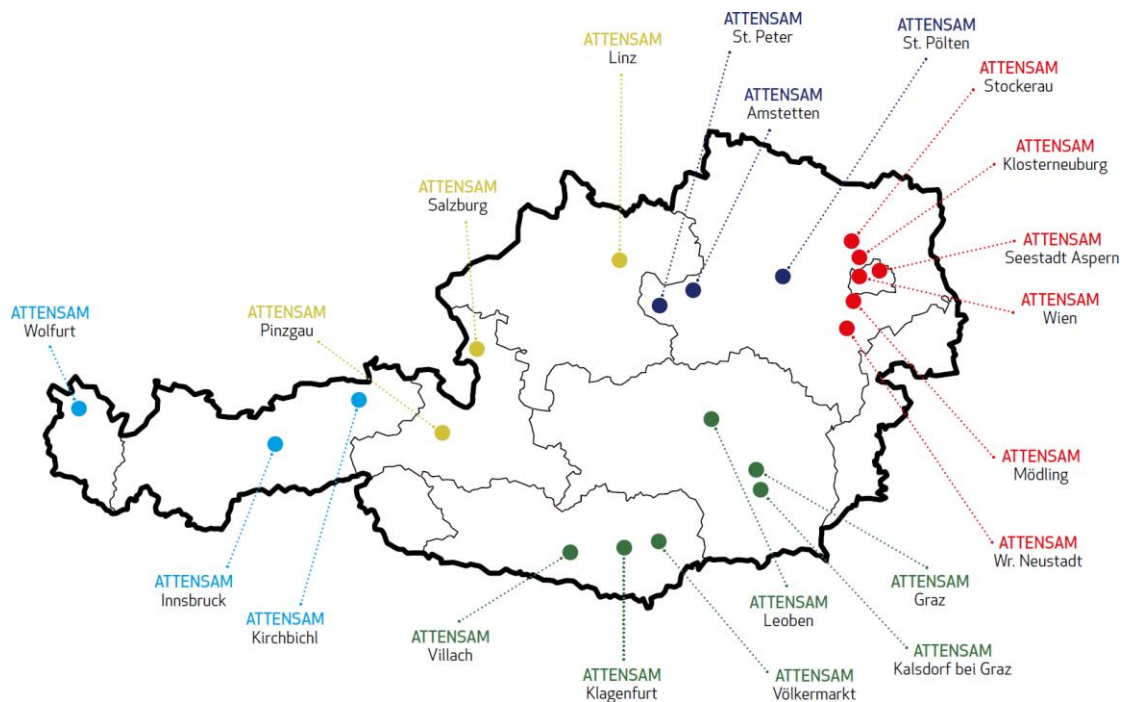 ATTENSAM
St. Peter
ATTENSAM
St. Pölten
ATTENSAM
Linz
ATTENSAM
Stockerau
ATTENSAM
Amstetten
ATTENSAM
Klosterneuburg
ATTENSAM
Salzburg
ATTENSAM
Seestadt Aspern
ATTENSAM
Wien
ATTENSAM
Wolfurt
ATTENSAM
Pinzgau
ATTENSAM
Mödling
ATTENSAM
Wr. Neustadt
ATTENSAM
Innsbruck
ATTENSAM
Graz
ATTENSAM
Leoben
ATTENSAM
Kirchbichl
ATTENSAM
Villach
ATTENSAM
Kalsdorf bei Graz
ATTENSAM
Klagenfurt
ATTENSAM
Völkermarkt